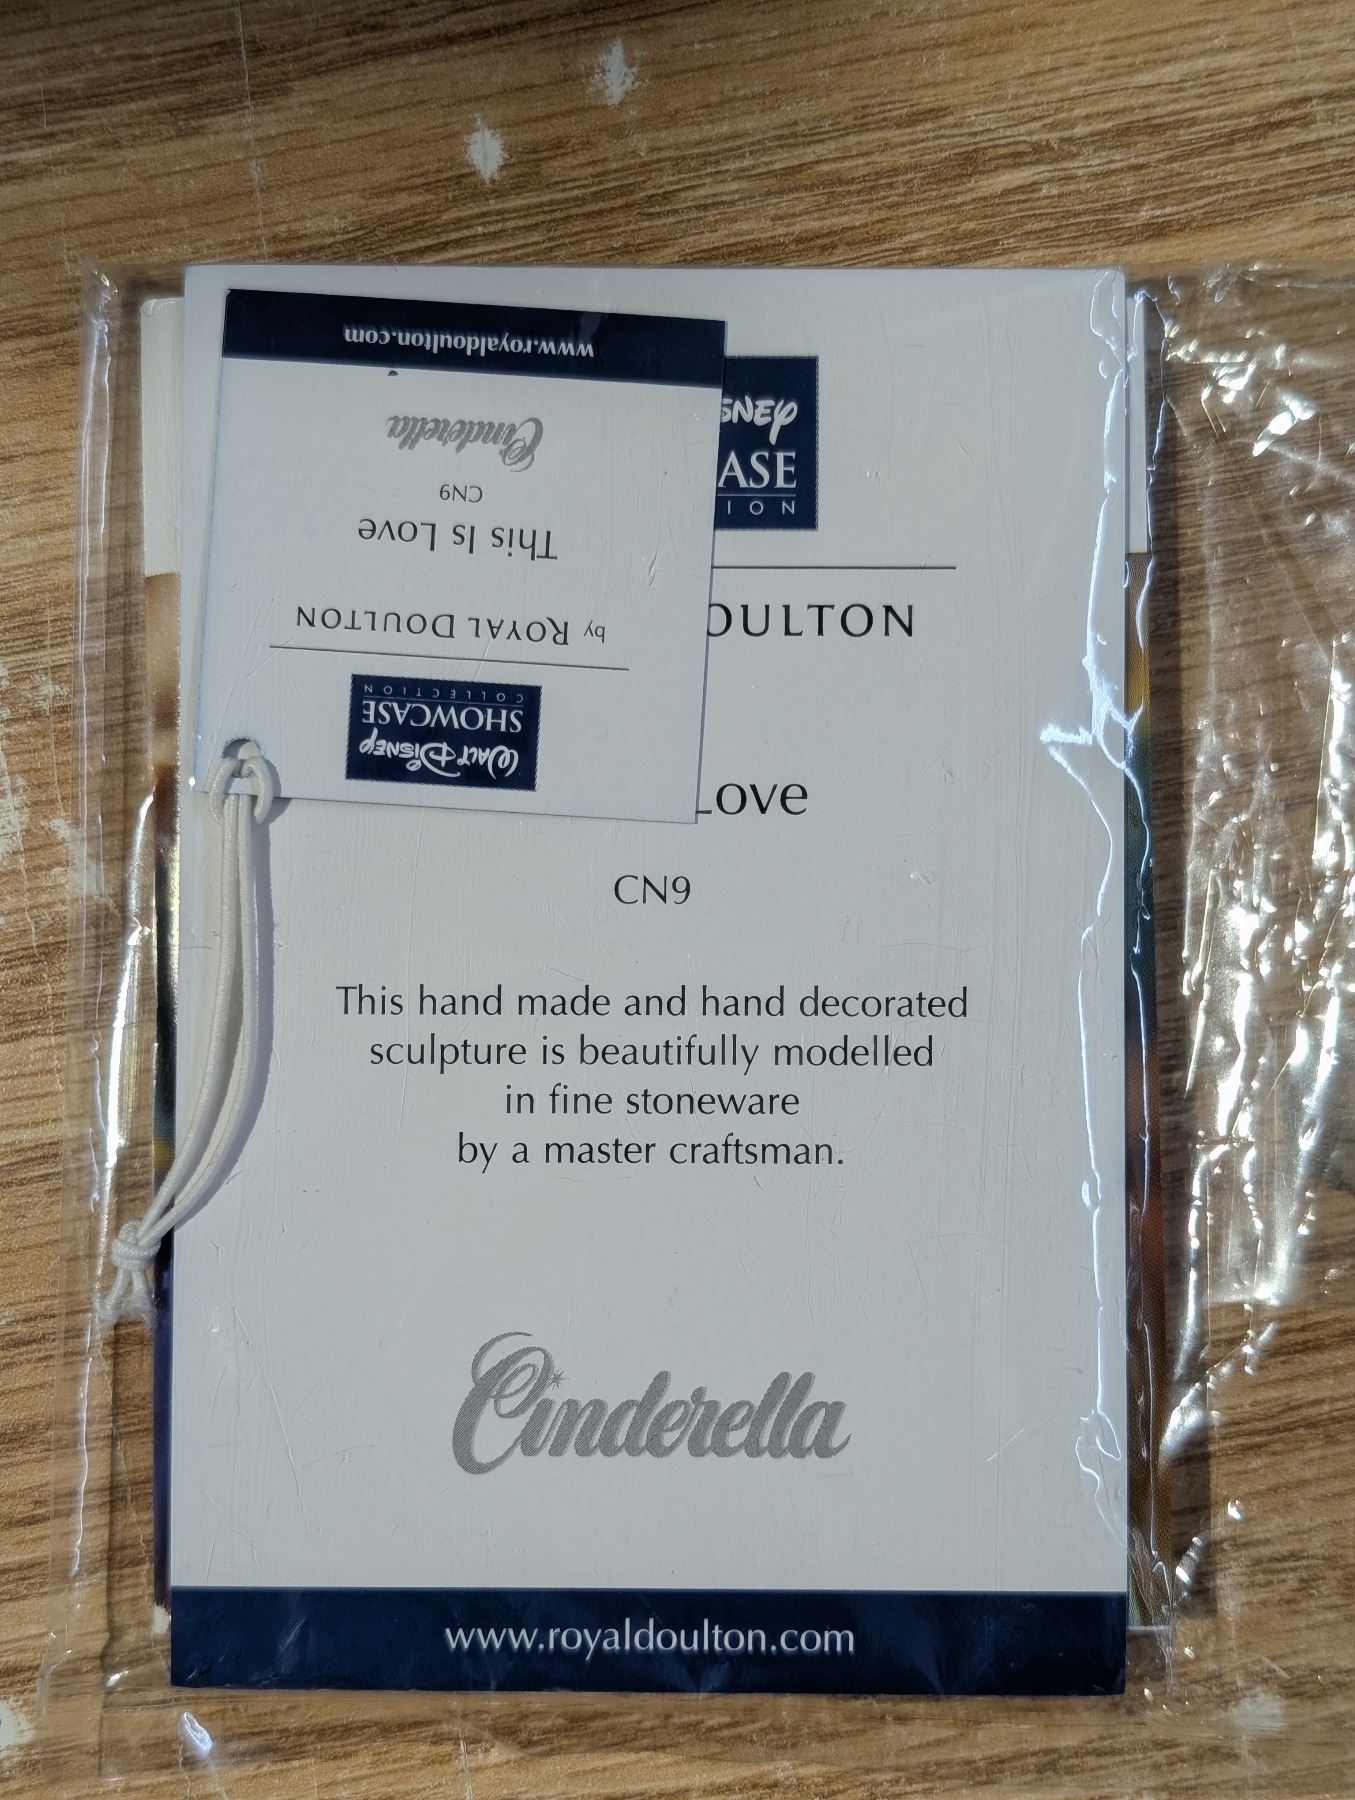 www.royaldoulton.com
Cinderella
CN9
This Is Love
by ROYAL DOULTON
WALT DISNEY
SHOWCASE
COLLECTION
SNEY
ASE
ION
OULTON
Love
CN9
This hand made and hand decorated
sculpture is beautifully modelled
in fine stoneware
by a master craftsman.
Cinderella
www.royaldoulton.com